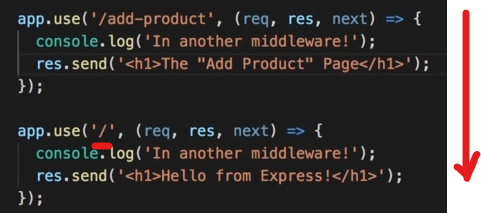 app.use('/add-product', (req, res, next) => {
  console.log('In another middleware!');
  res.send('<h1>The "Add Product" Page</h1>');
});

app.use('/', (req, res, next) => {
  console.log('In another middleware!');
  res.send('<h1>Hello from Express!</h1>');
});